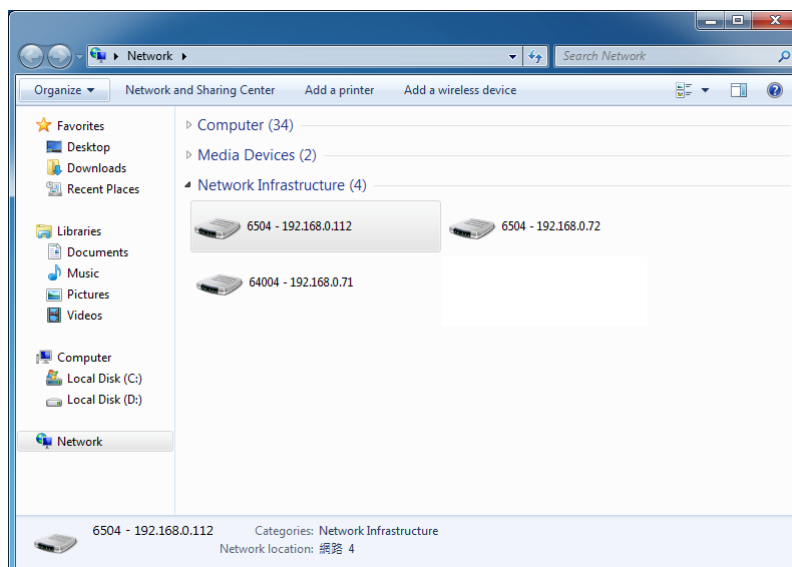 Network
Search Network
Organize
Network and Sharing Center
Add a printer
Add a wireless device
Favorites
Desktop
Downloads
Recent Places
Libraries
Documents
Music
Pictures
Videos
Computer
Local Disk (C:)
Local Disk (D:)
Network
Computer (34)
Media Devices (2)
Network Infrastructure (4)
6504 - 192.168.0.112
6504 - 192.168.0.72
64004 - 192.168.0.71
6504 - 192.168.0.112
Categories: Network Infrastructure
Network location: 網路 4